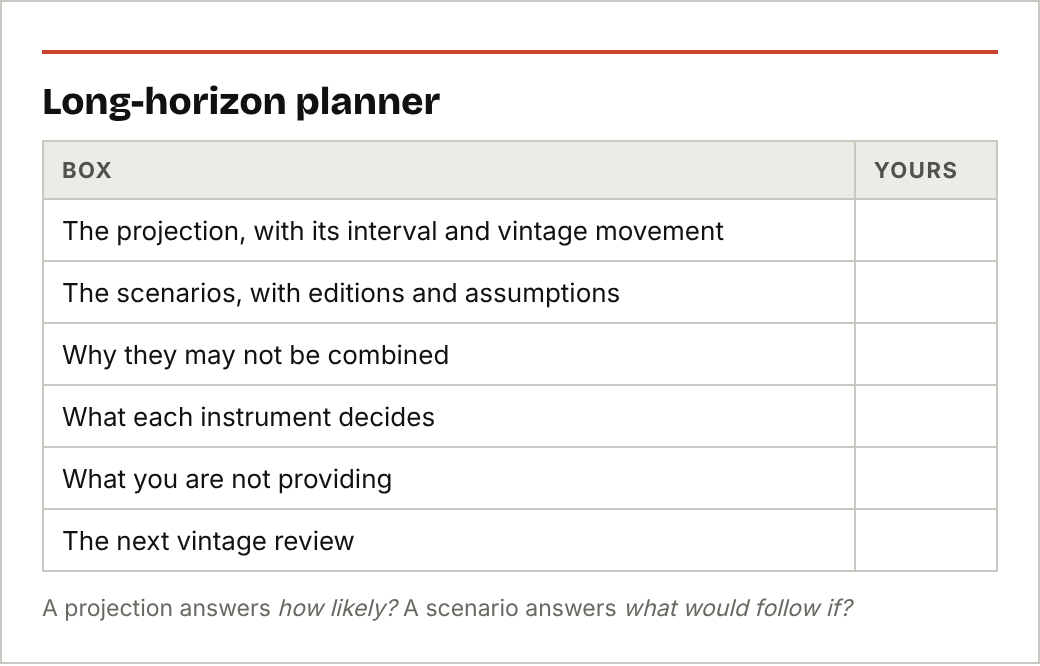 Long-horizon planner
BOX YOURS
The projection, with its interval and vintage movement
The scenarios, with editions and assumptions
Why they may not be combined
What each instrument decides
What you are not providing
The next vintage review
A projection answers how likely? A scenario answers what would follow if?